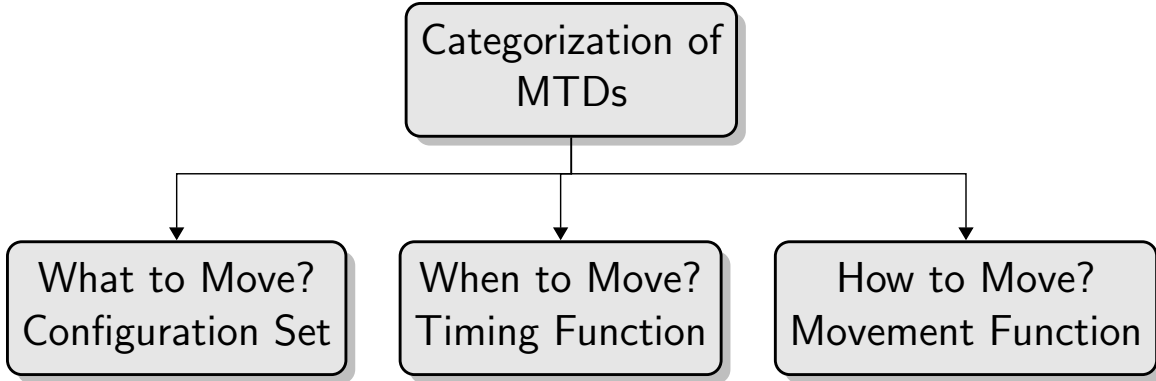 Categorization of
MTDs
What to Move?
Configuration Set
When to Move?
Timing Function
How to Move?
Movement Function